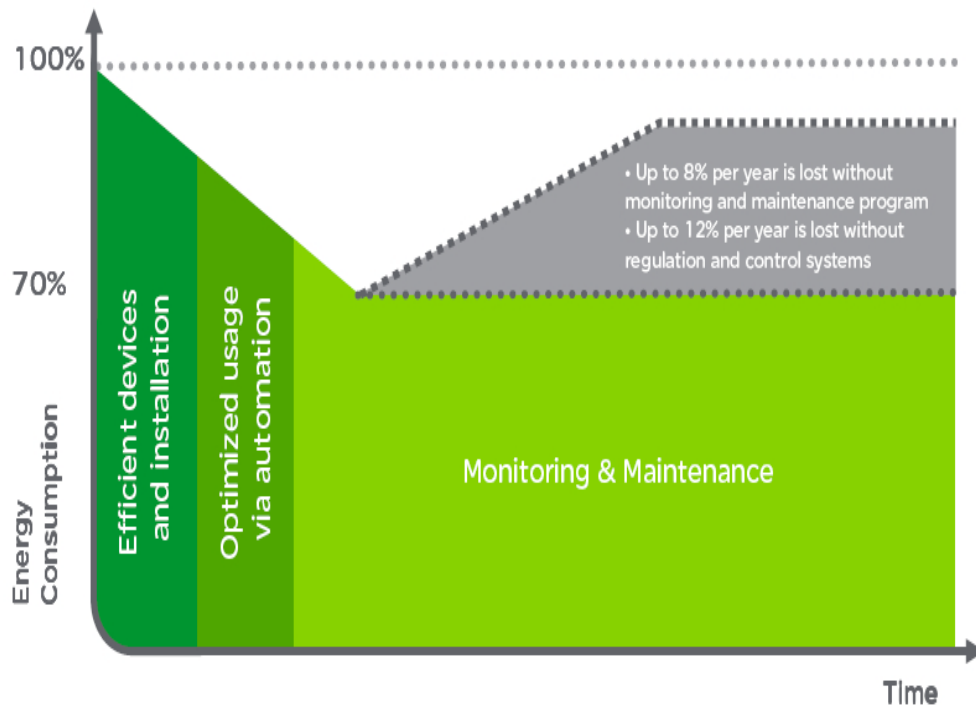 100%
• Up to 8% per year is lost without
monitoring and maintenance program
• Up to 12% per year is lost without
regulation and control systems
70%
Efficient devices
and installation
Optimized usage
via automation
Monitoring & Maintenance
Energy
Consumption
Time